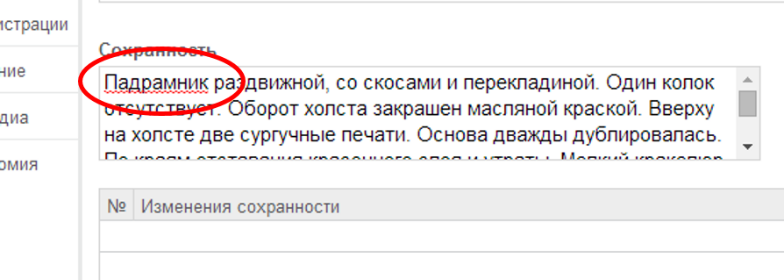 истрации
Сохранность
ние
Падрамник раздвижной, со скосами и перекладиной. Один колок
отсутствует. Оборот холста закрашен масляной краской. Вверху
диа
на холсте две сургучные печати. Основа дважды дублировалась.
омия
По краям отставания красочного слоя и утраты. Мелкий кракелюр
№ Изменения сохранности